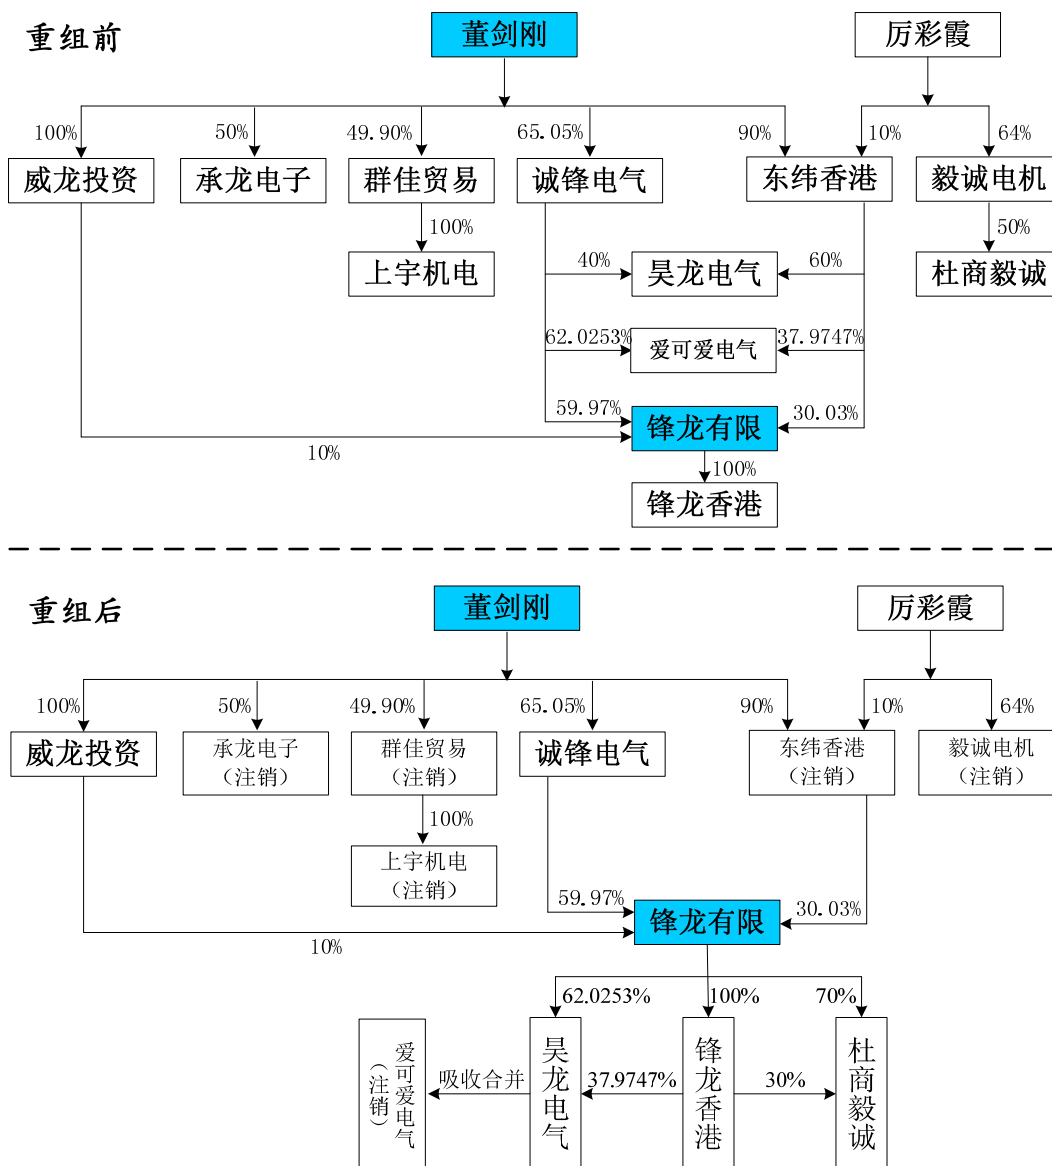 重组前
董剑刚
厉彩霞
100%
50%
49.90%
65.05%
90%
10%
64%
威龙投资
承龙电子
群佳贸易
诚锋电气
东纬香港
毅诚电机
100%
50%
上宇机电
40%
昊龙电气
60%
杜商毅诚
62.0253%
爱可爱电气
37.9747%
59.97%
锋龙有限
30.03%
10%
100%
锋龙香港
重组后
董剑刚
厉彩霞
100%
50%
49.90%
65.05%
90%
10%
64%
威龙投资
承龙电子
（注销）
群佳贸易
（注销）
诚锋电气
东纬香港
（注销）
毅诚电机
（注销）
100%
上宇机电
（注销）
59.97%
锋龙有限
30.03%
10%
62.0253%
100%
70%
爱可爱电气
（注销）
吸收合并
昊龙电气
37.9747%
锋龙香港
30%
杜商毅诚